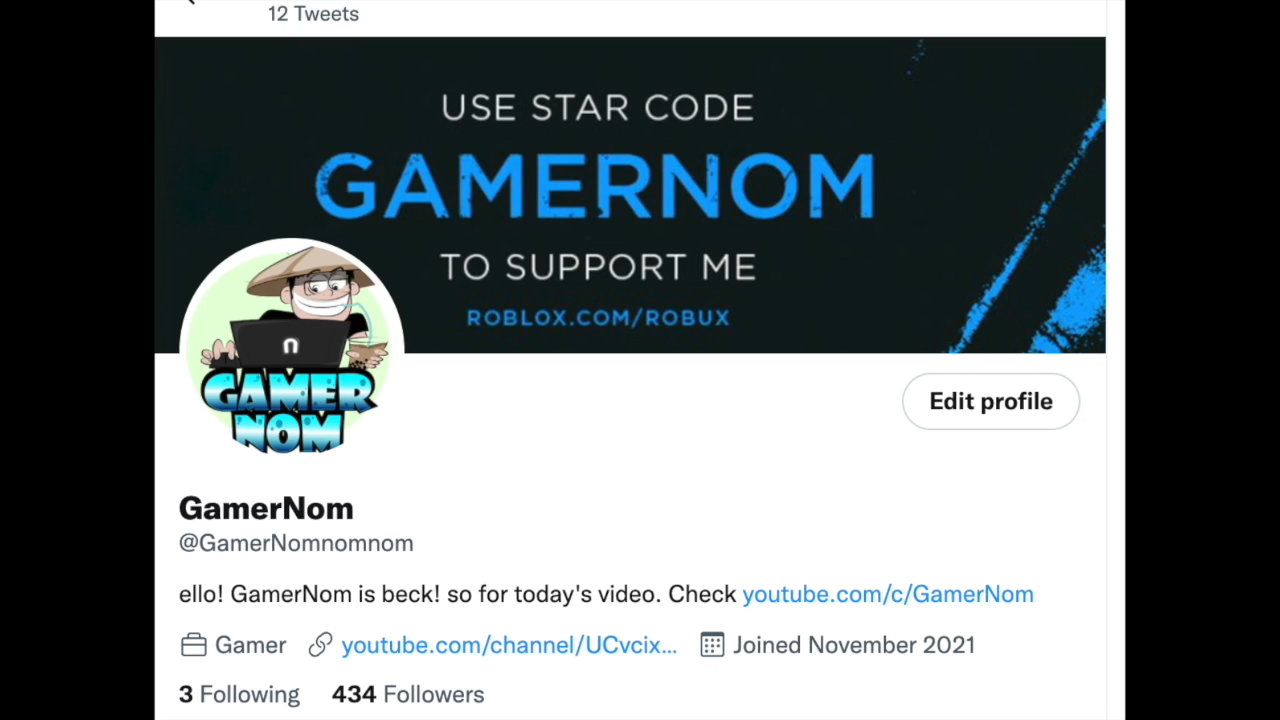 12 Tweets
USE STAR CODE
GAMERNOM
TO SUPPORT ME
ROBLOX.COM/ROBUX
n
GAMER
NOM
Edit profile
GamerNom
@GamerNomnomnom
ello! GamerNom is beck! so for today's video. Check youtube.com/c/GamerNom
Gamer youtube.com/channel/UCvcix... Joined November 2021
3 Following 434 Followers